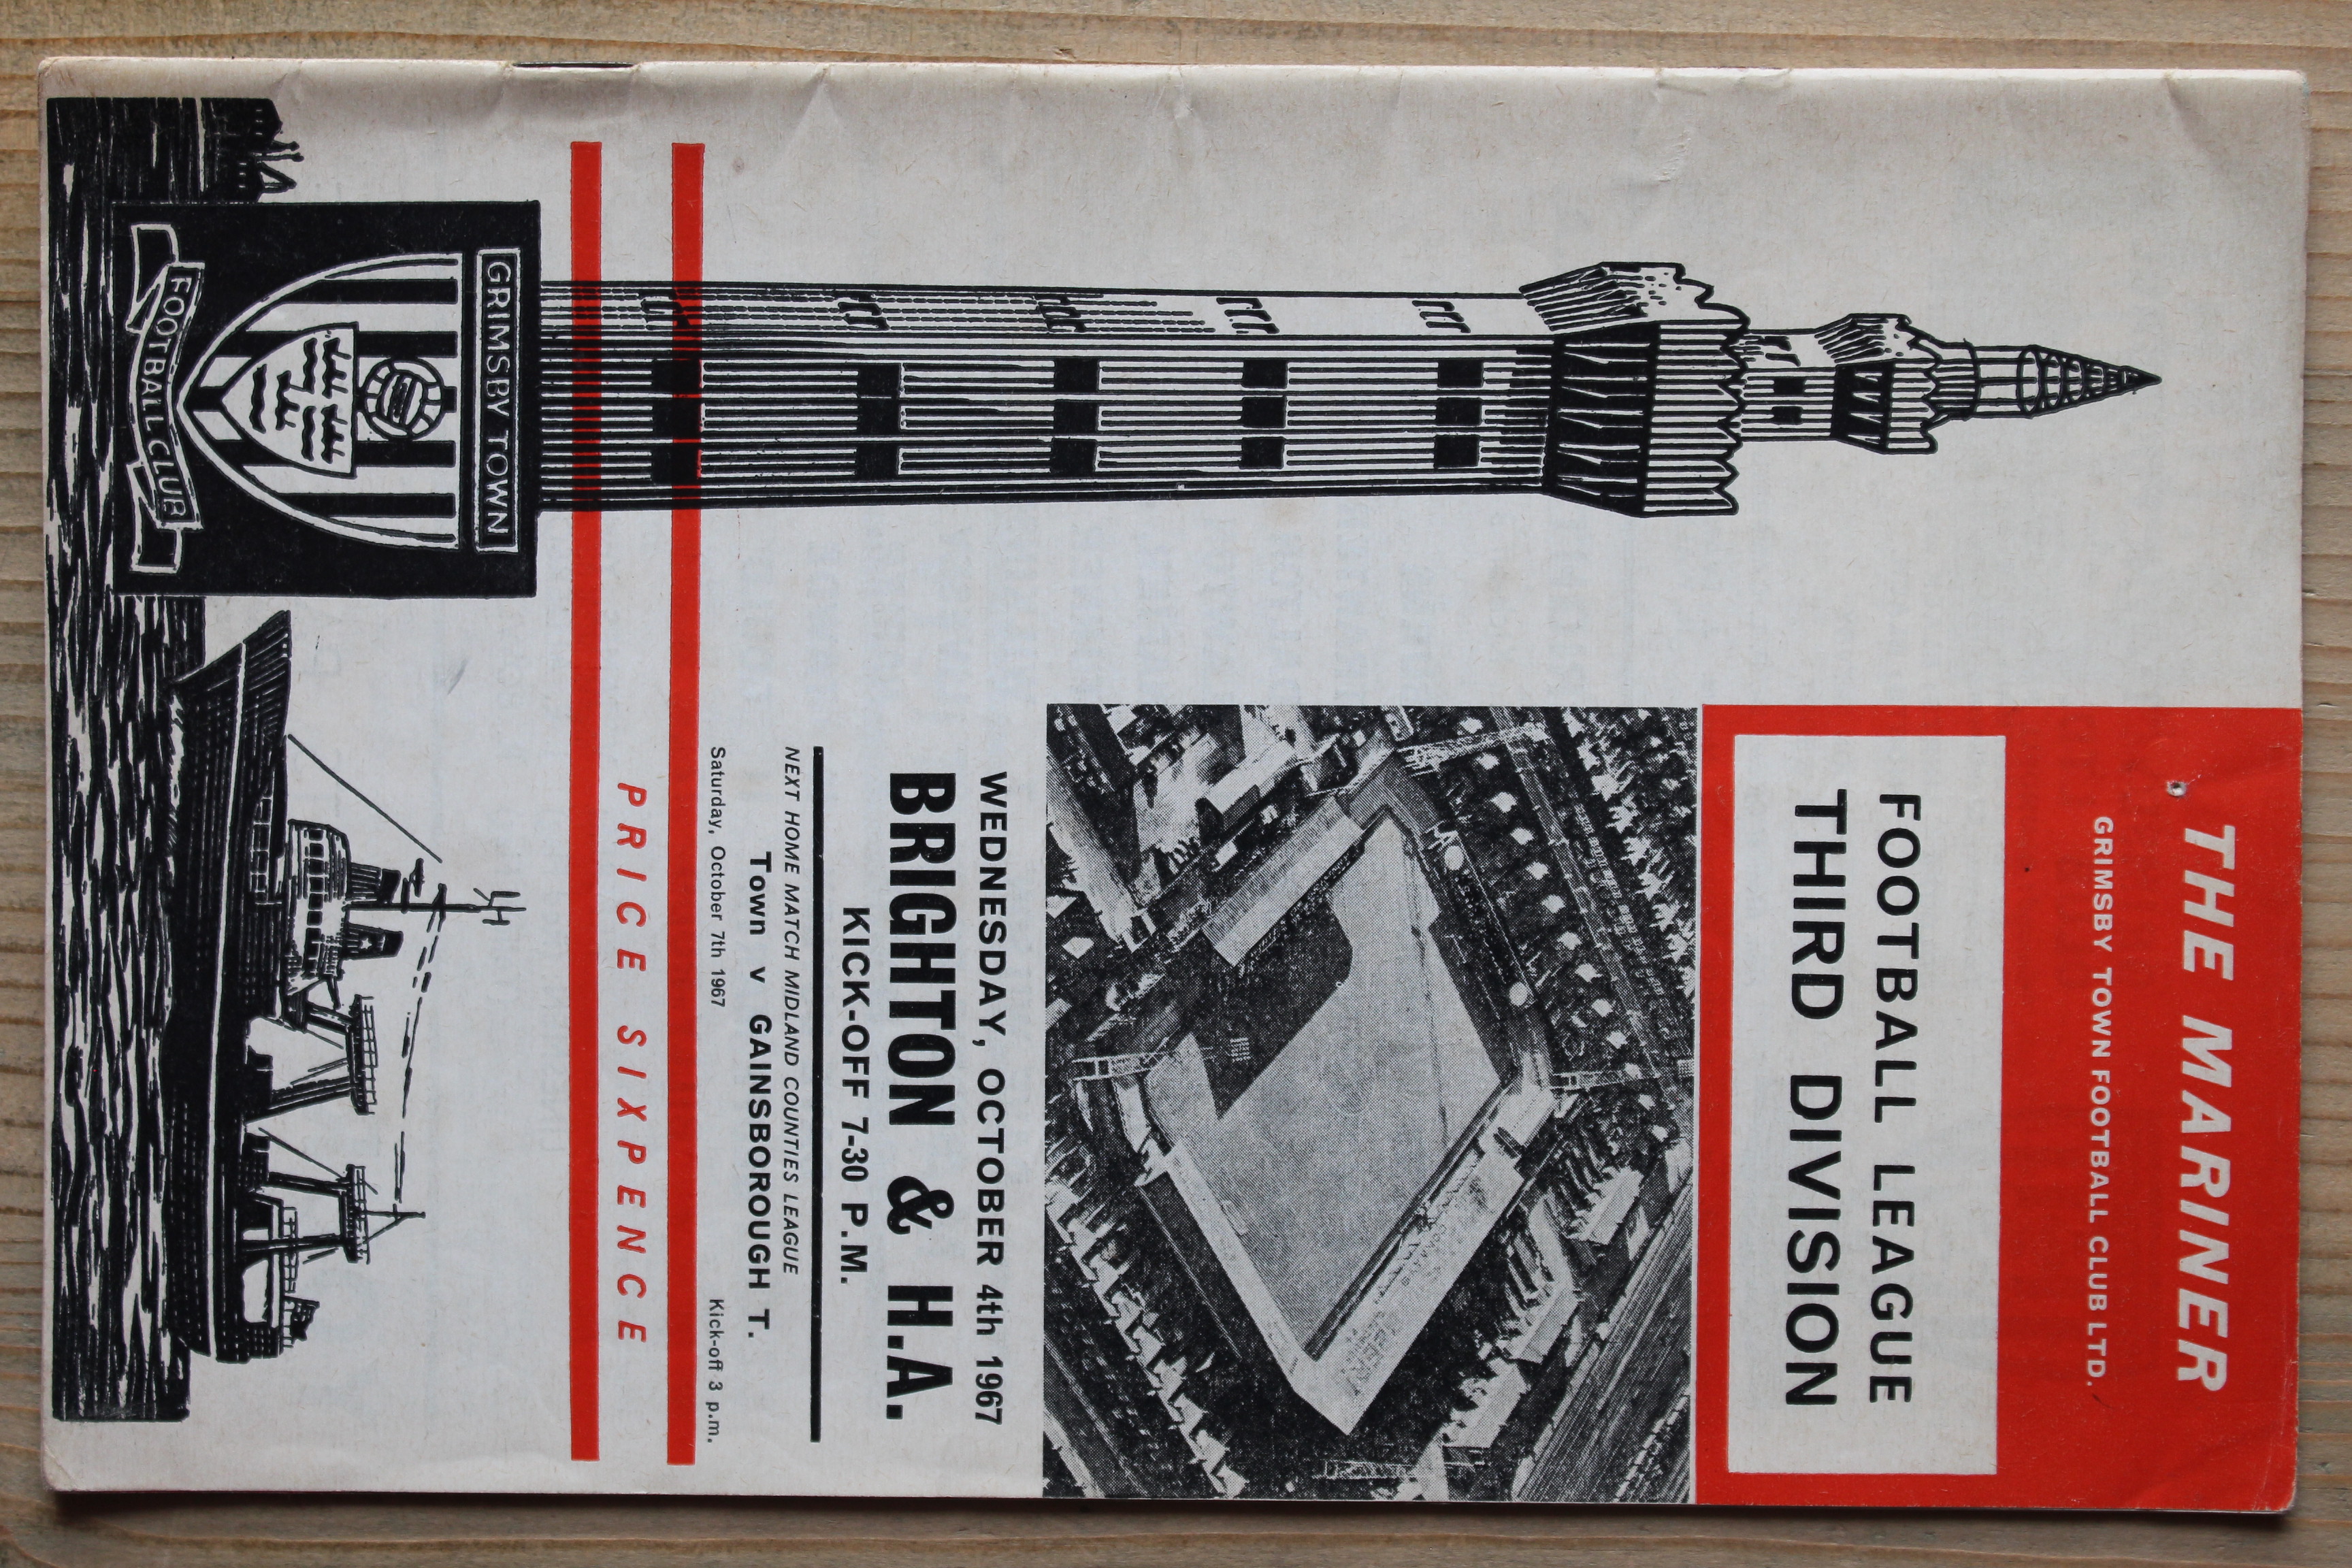 THE MARINER
GRIMSBY TOWN FOOTBALL CLUB LTD.
FOOTBALL LEAGUE
THIRD DIVISION
WEDNESDAY, OCTOBER 4th 1967
BRIGHTON & H.A.
KICK-OFF 7-30 P.M.
NEXT HOME MATCH MIDLAND COUNTIES LEAGUE
Town v GAINSBOROUGH T.
Saturday, October 7th 1967 Kick-off 3 p.m.
PRICE SIXPENCE
GRIMSBY TOWN
FOOTBALL CLUB